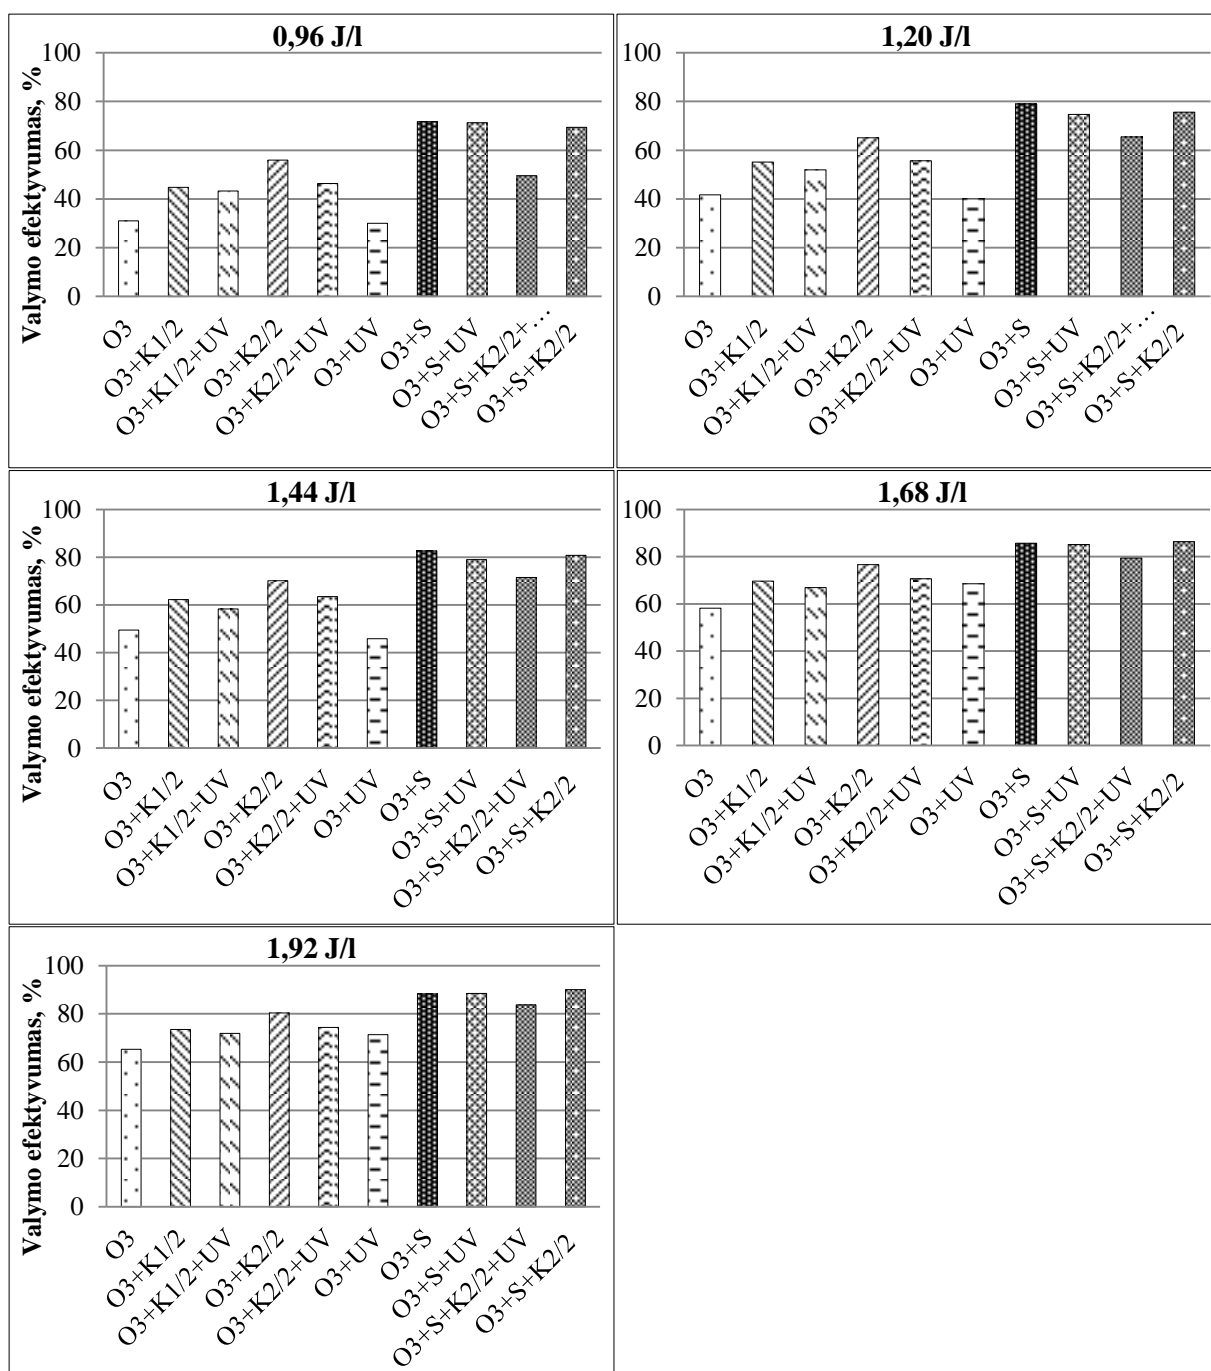 0,96 J/l
Valymo efektyvumas, %
100
80
60
40
20
0
O3
O3+K1/2
O3+K1/2+UV
O3+K2/2
O3+K2/2+UV
O3+UV
O3+S
O3+S+UV
O3+S+K2/2+…
O3+S+K2/2
1,20 J/l
100
80
60
40
20
0
O3
O3+K1/2
O3+K1/2+UV
O3+K2/2
O3+K2/2+UV
O3+UV
O3+S
O3+S+UV
O3+S+K2/2+…
O3+S+K2/2
1,44 J/l
Valymo efektyvumas, %
100
80
60
40
20
0
O3
O3+K1/2
O3+K1/2+UV
O3+K2/2
O3+K2/2+UV
O3+UV
O3+S
O3+S+UV
O3+S+K2/2+UV
O3+S+K2/2
1,68 J/l
100
80
60
40
20
0
O3
O3+K1/2
O3+K1/2+UV
O3+K2/2
O3+K2/2+UV
O3+UV
O3+S
O3+S+UV
O3+S+K2/2+UV
O3+S+K2/2
1,92 J/l
Valymo efektyvumas, %
100
80
60
40
20
0
O3
O3+K1/2
O3+K1/2+UV
O3+K2/2
O3+K2/2+UV
O3+UV
O3+S
O3+S+UV
O3+S+K2/2+UV
O3+S+K2/2